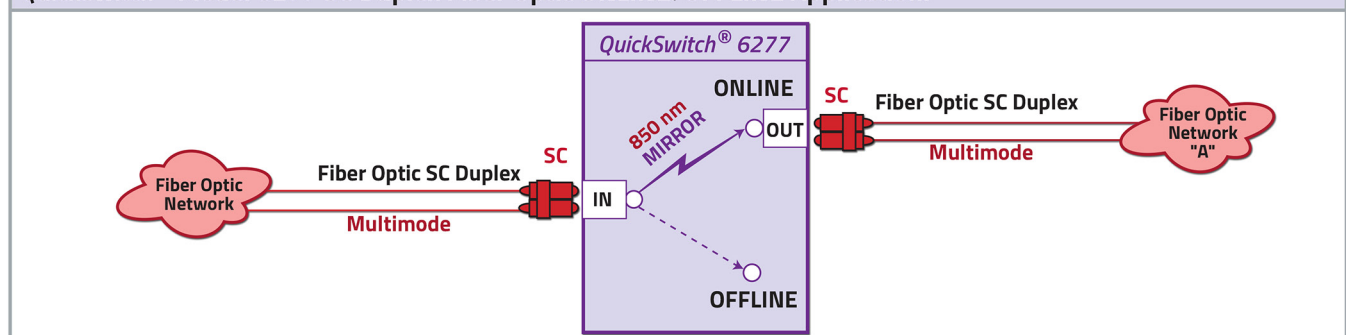 QuickSwitch® 6277
ONLINE
SC
Fiber Optic SC Duplex
Fiber Optic
Network
"A"
850 nm
MIRROR
OUT
Multimode
SC
Fiber Optic SC Duplex
Fiber Optic
Network
IN
Multimode
OFFLINE